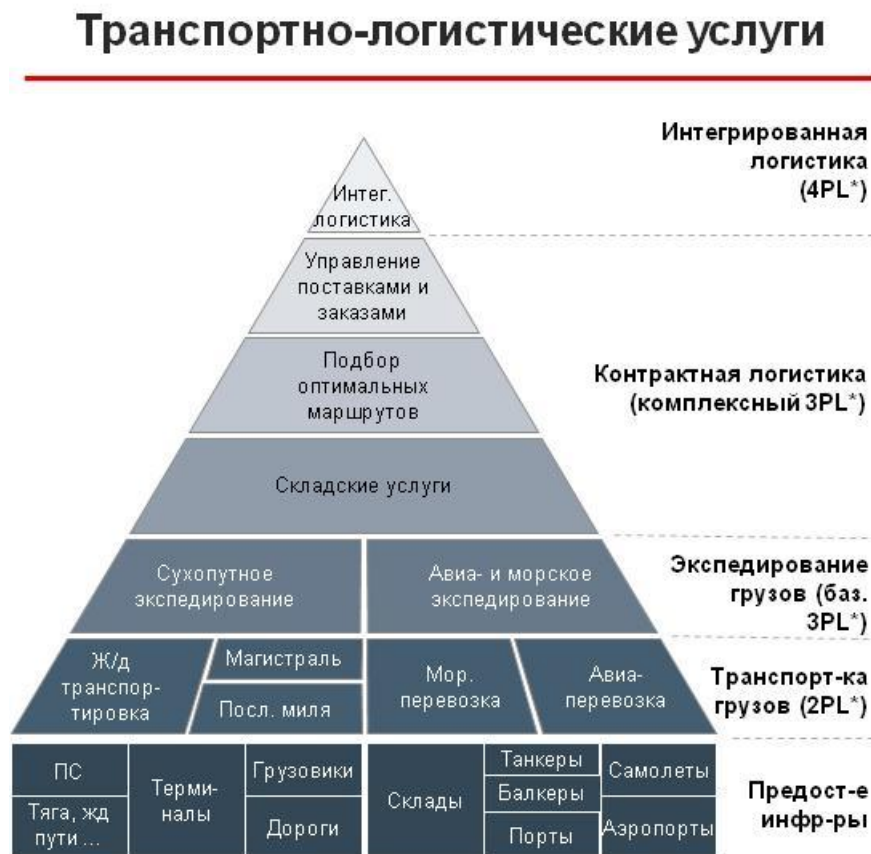 Транспортно-логистические услуги
Интегрированная
логистика
(4PL*)
Интег.
логистика
Управление
поставками и
заказами
Подбор
оптимальных
маршрутов
Контрактная логистика
(комплексный 3PL*)
Складские услуги
Сухопутное
экспедирование
Авиа- и морское
экспедирование
Экспедирование
грузов (баз.
3PL*)
Ж/д
транспор-
тировка
Магистраль
Посл. миля
Мор.
перевозка
Авиа-
перевозка
Транспорт-ка
грузов (2PL*)
ПС
Тяга, жд
пути ...
Терми-
налы
Грузовики
Дороги
Склады
Танкеры
Балкеры
Порты
Самолеты
Аэропорты
Предост-е
инфр-ры